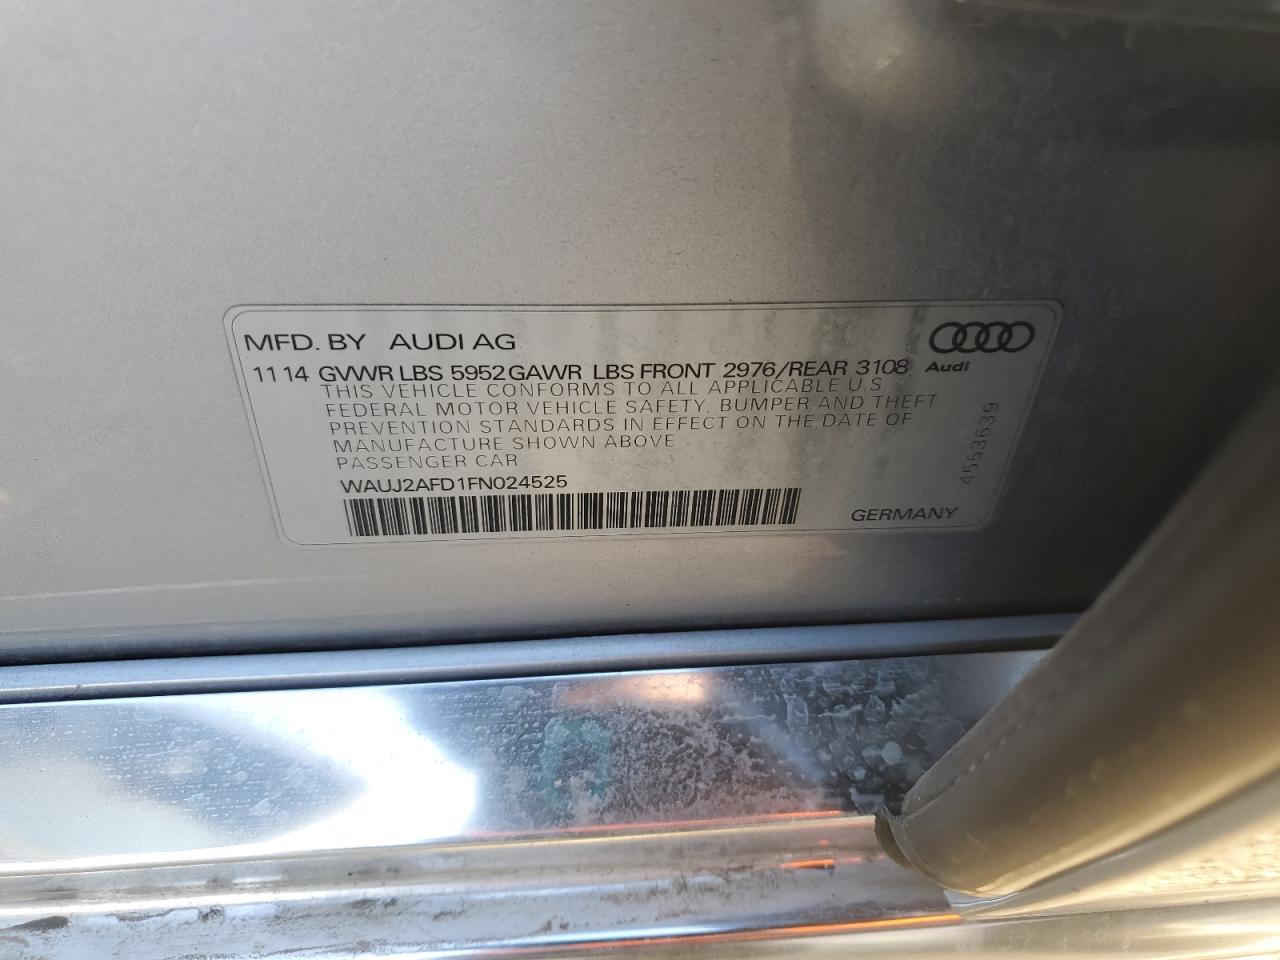 MFD. BY AUDI AG
11 14 GVWR LBS 5952 GAWR LBS FRONT 2976/REAR 3108
Audi
THIS VEHICLE CONFORMS TO ALL APPLICABLE U.S.
FEDERAL MOTOR VEHICLE SAFETY, BUMPER AND THEFT
PREVENTION STANDARDS IN EFFECT ON THE DATE OF
MANUFACTURE SHOWN ABOVE
PASSENGER CAR
WAUJ2AFD1FN024525
GERMANY
4553639